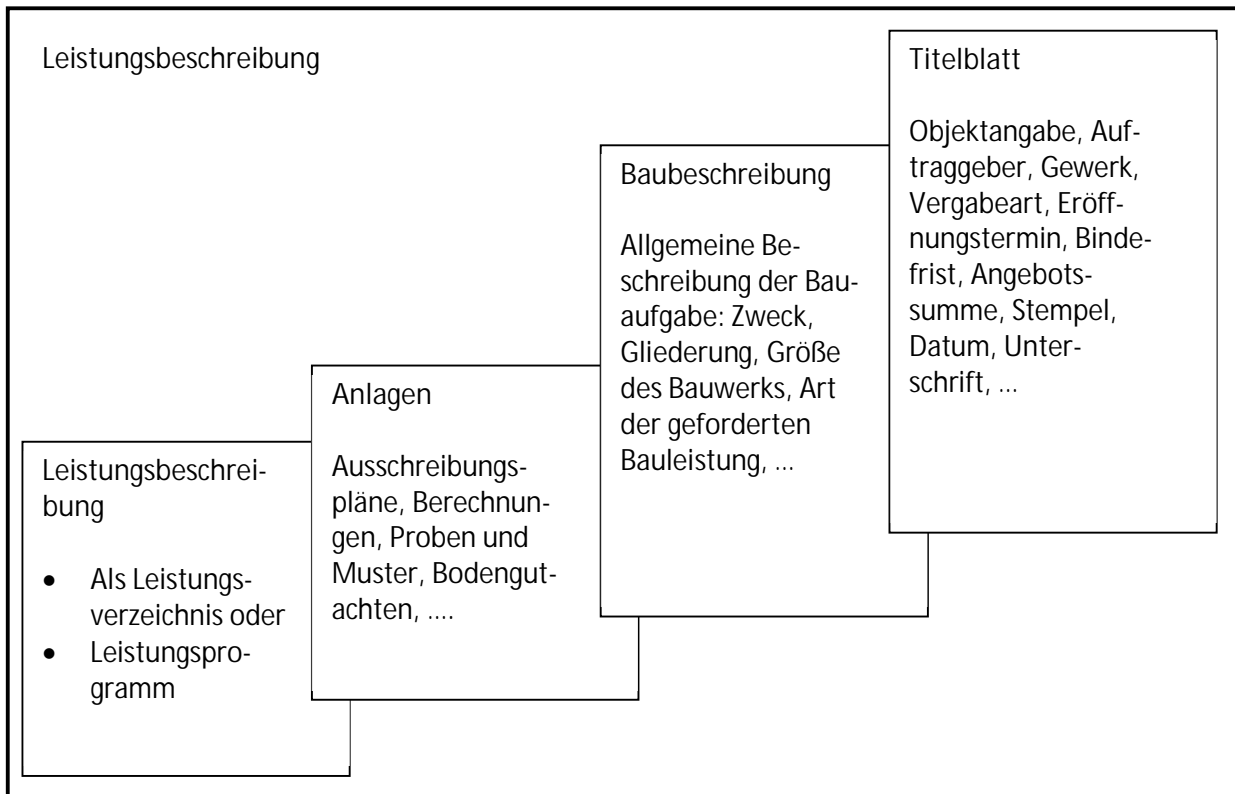 Leistungsbeschreibung
Titelblatt
Objektangabe, Auf-
traggeber, Gewerk,
Vergabeart, Eröff-
nungstermin, Binde-
frist, Angebots-
summe, Stempel,
Datum, Unter-
schrift, ...
Baubeschreibung
Allgemeine Be-
schreibung der Bau-
aufgabe: Zweck,
Gliederung, Größe
des Bauwerks, Art
der geforderten
Bauleistung, ...
Anlagen
Ausschreibungs-
pläne, Berechnun-
gen, Proben und
Muster, Bodengut-
achten, ....
Leistungsbeschrei-
bung
• Als Leistungs-
verzeichnis oder
• Leistungspro-
gramm